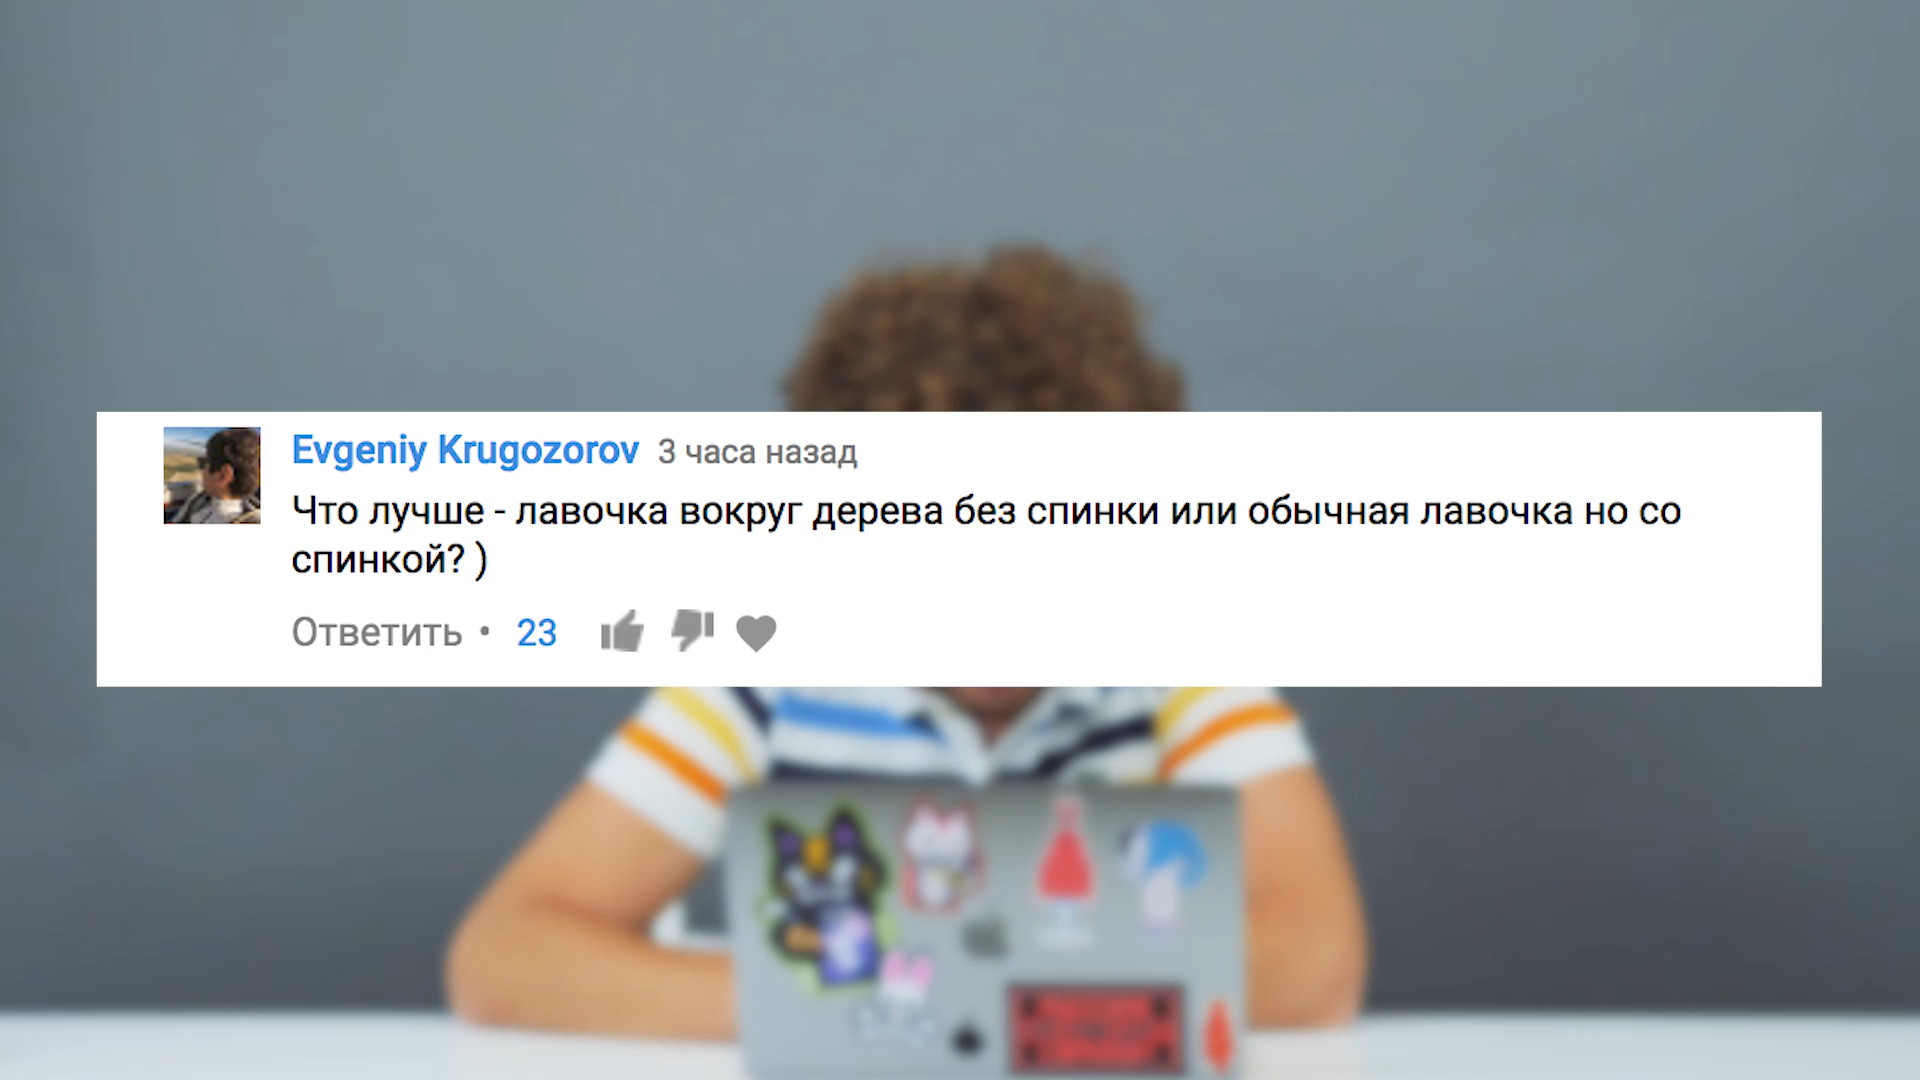 Evgeniy Krugozorov 3 часа назад
Что лучше - лавочка вокруг дерева без спинки или обычная лавочка но со
спинкой? )
Ответить • 23